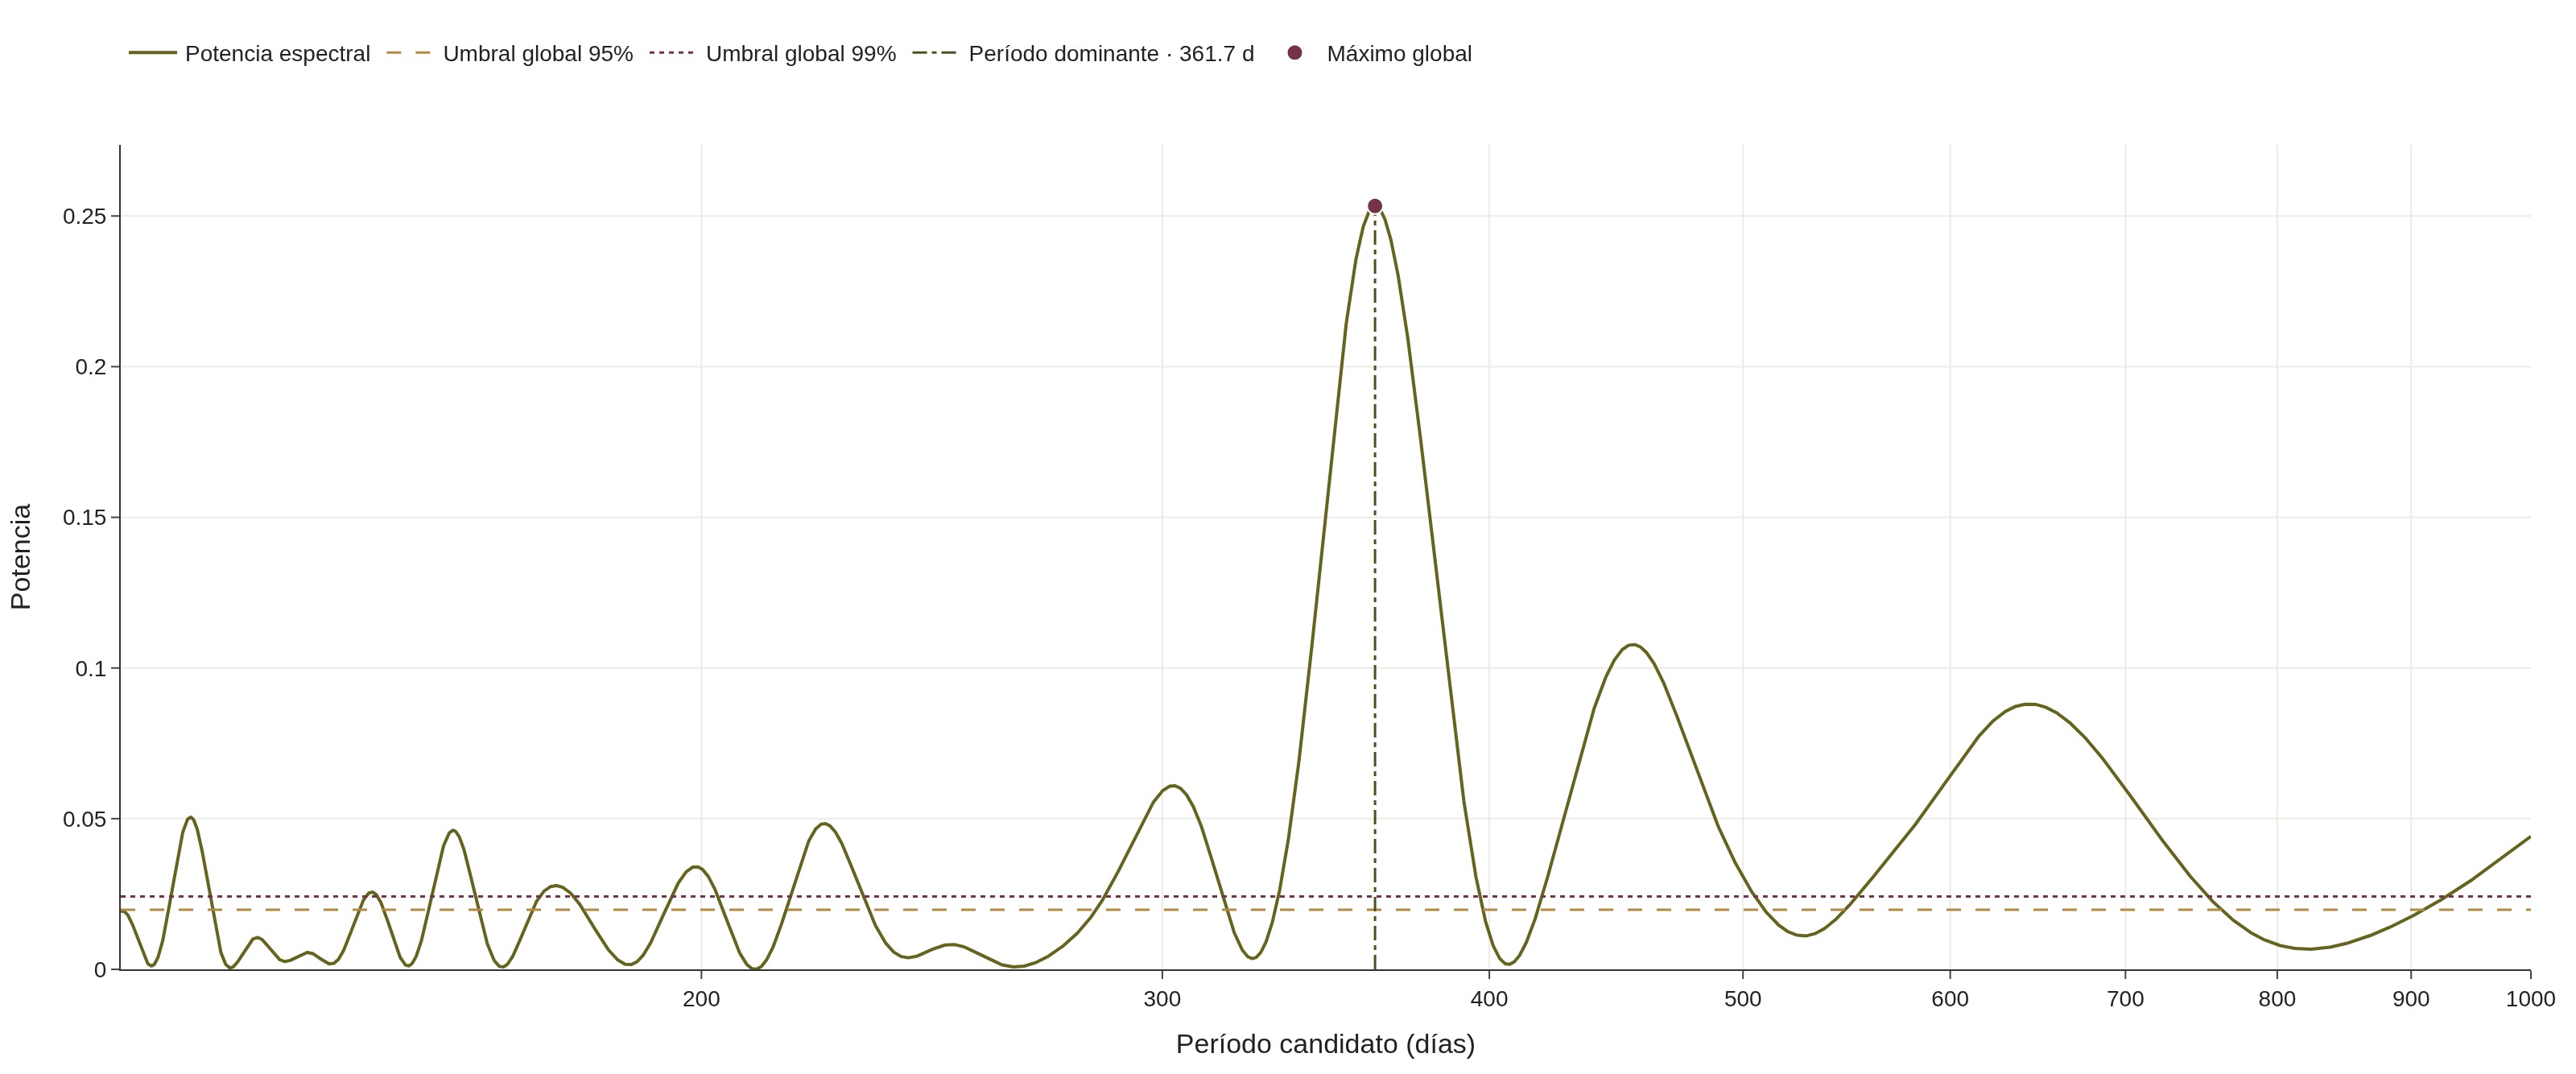 Potencia espectral Umbral global 95% Umbral global 99% Período dominante · 361.7 d Máximo global
0.25
0.2
0.15
0.1
0.05
0
Potencia
200 300 400 500 600 700 800 900 1000
Período candidato (días)